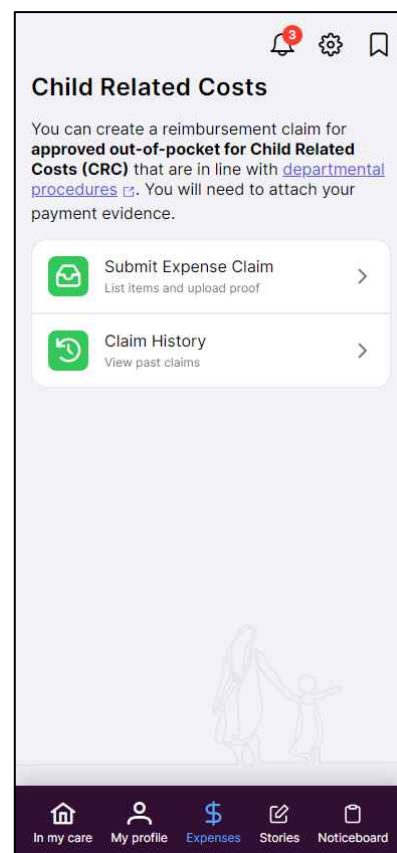 3
Child Related Costs
You can create a reimbursement claim for
approved out-of-pocket for Child Related
Costs (CRC) that are in line with departmental
procedures. You will need to attach your
payment evidence.
Submit Expense Claim
List items and upload proof
Claim History
View past claims
In my care My profile Expenses Stories Noticeboard